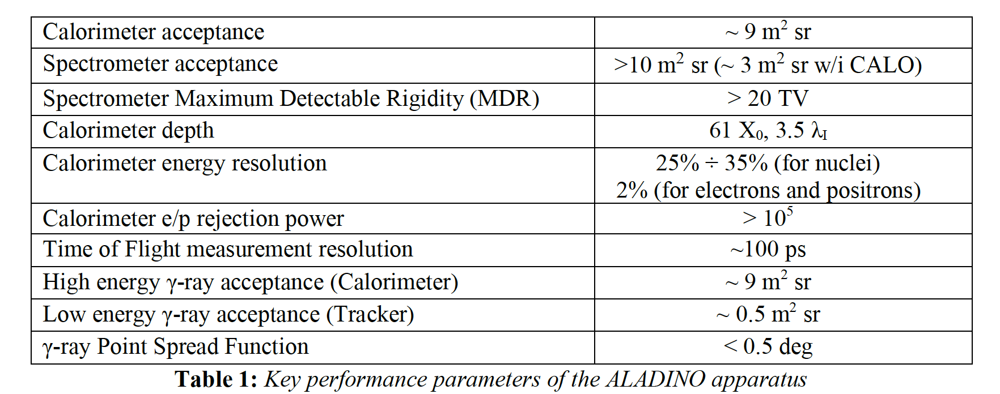 Calorimeter acceptance ~ 9 m² sr
Spectrometer acceptance >10 m² sr (~ 3 m² sr w/i CALO)
Spectrometer Maximum Detectable Rigidity (MDR) > 20 TV
Calorimeter depth 61 X₀, 3.5 λI
Calorimeter energy resolution 25% ÷ 35% (for nuclei)
2% (for electrons and positrons)
Calorimeter e/p rejection power > 10⁵
Time of Flight measurement resolution ~100 ps
High energy γ-ray acceptance (Calorimeter) ~ 9 m² sr
Low energy γ-ray acceptance (Tracker) ~ 0.5 m² sr
γ-ray Point Spread Function < 0.5 deg
Table 1: Key performance parameters of the ALADINO apparatus